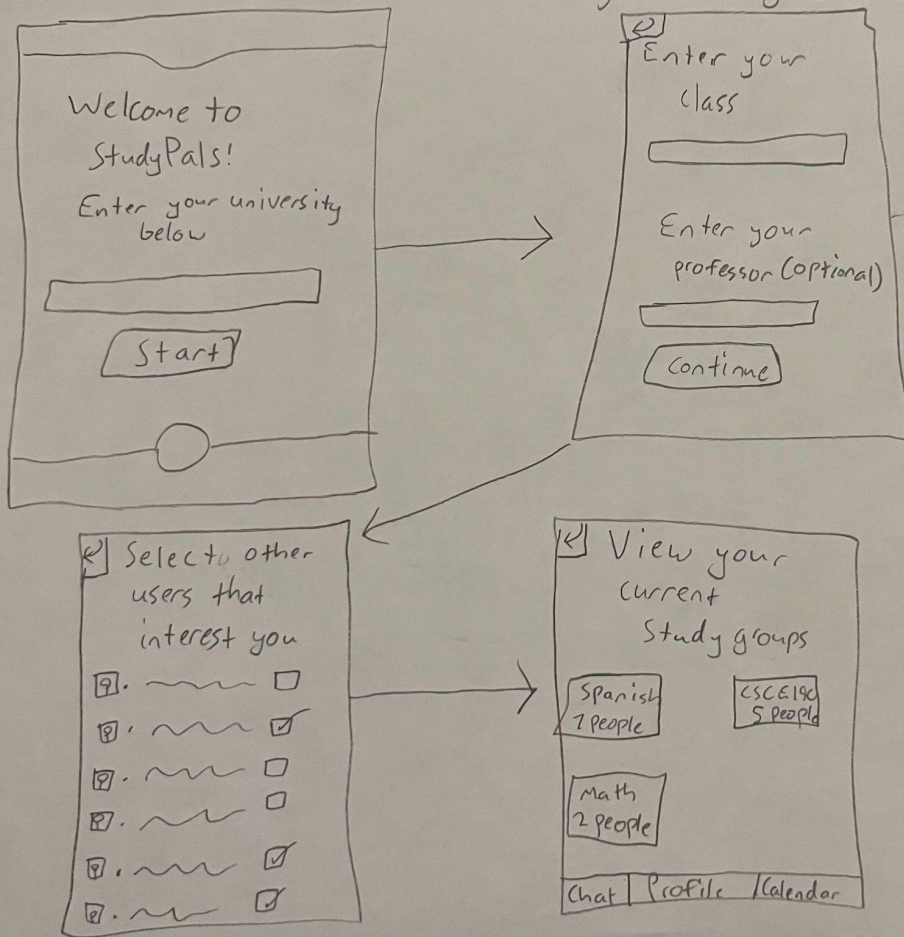 Welcome to
StudyPals!
Enter your university
below
Start
Enter your
class
Enter your
professor (optional)
Continue
Select other
users that
interest you
View your
current
Study groups
Spanish
7 people
5 people
Math
2 people
Chat
Profile
Calendar